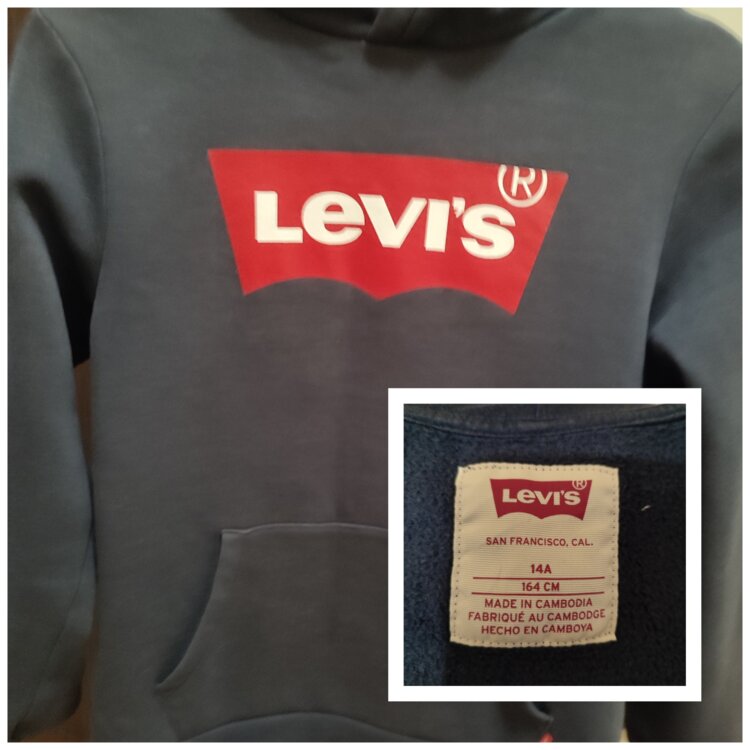 LEVI'S®
LEVI'S®
SAN FRANCISCO, CAL.
14A
164 CM
MADE IN CAMBODIA
FABRIQUÉ AU CAMBODGE
HECHO EN CAMBOYA